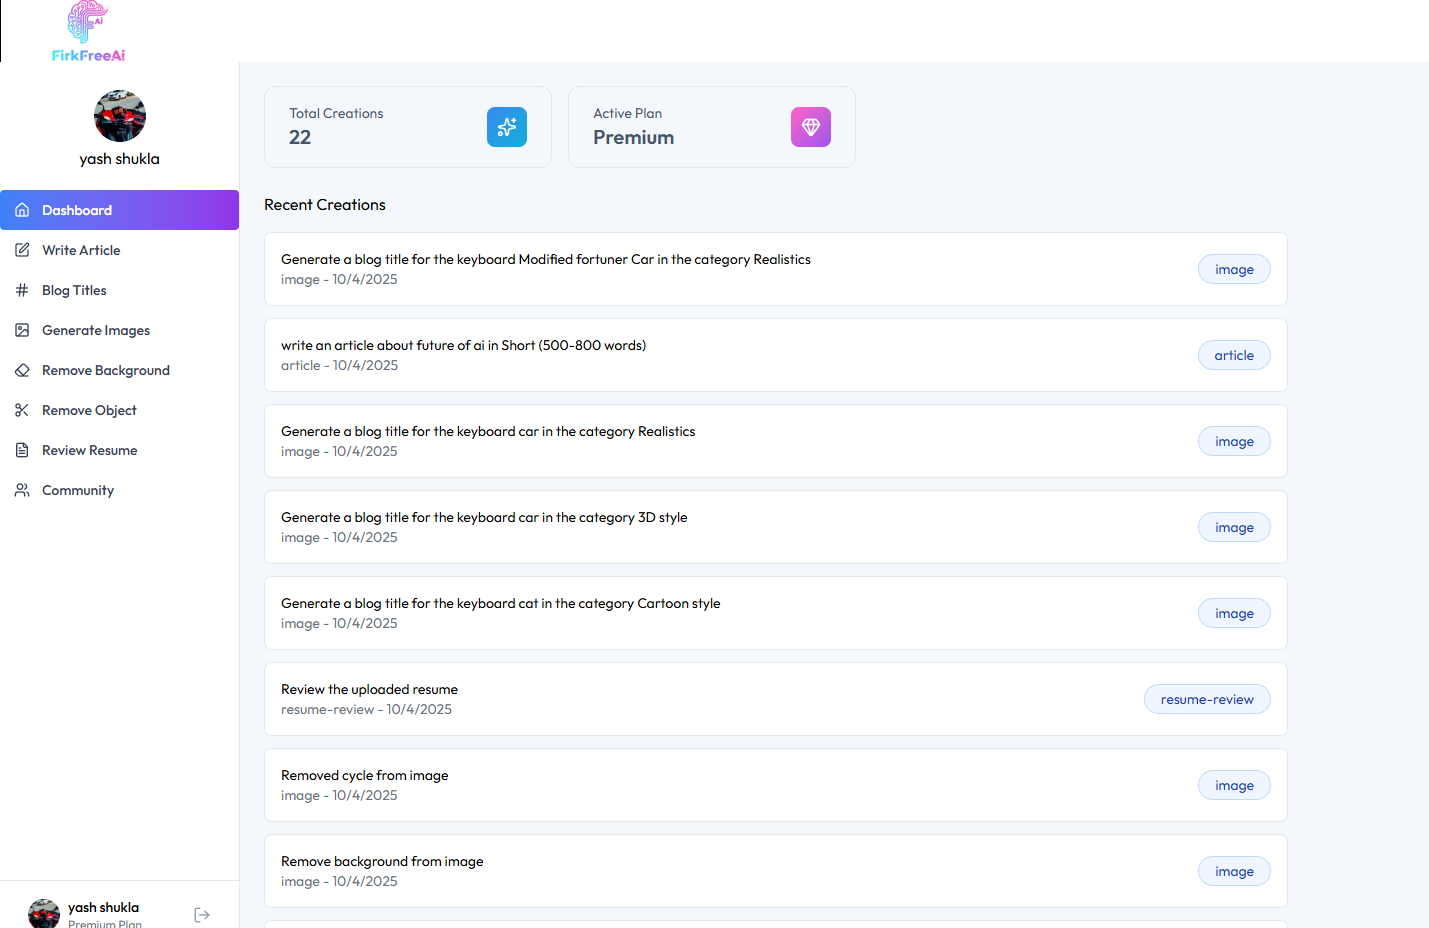 Ai
FirkFreeAi
yash shukla
Dashboard
Write Article
Blog Titles
Generate Images
Remove Background
Remove Object
Review Resume
Community
yash shukla
Premium Plan
Total Creations
22
Active Plan
Premium
Recent Creations
Generate a blog title for the keyboard Modified fortuner Car in the category Realistics
image - 10/4/2025
image
write an article about future of ai in Short (500-800 words)
article - 10/4/2025
article
Generate a blog title for the keyboard car in the category Realistics
image - 10/4/2025
image
Generate a blog title for the keyboard car in the category 3D style
image - 10/4/2025
image
Generate a blog title for the keyboard cat in the category Cartoon style
image - 10/4/2025
image
Review the uploaded resume
resume-review - 10/4/2025
resume-review
Removed cycle from image
image - 10/4/2025
image
Remove background from image
image - 10/4/2025
image